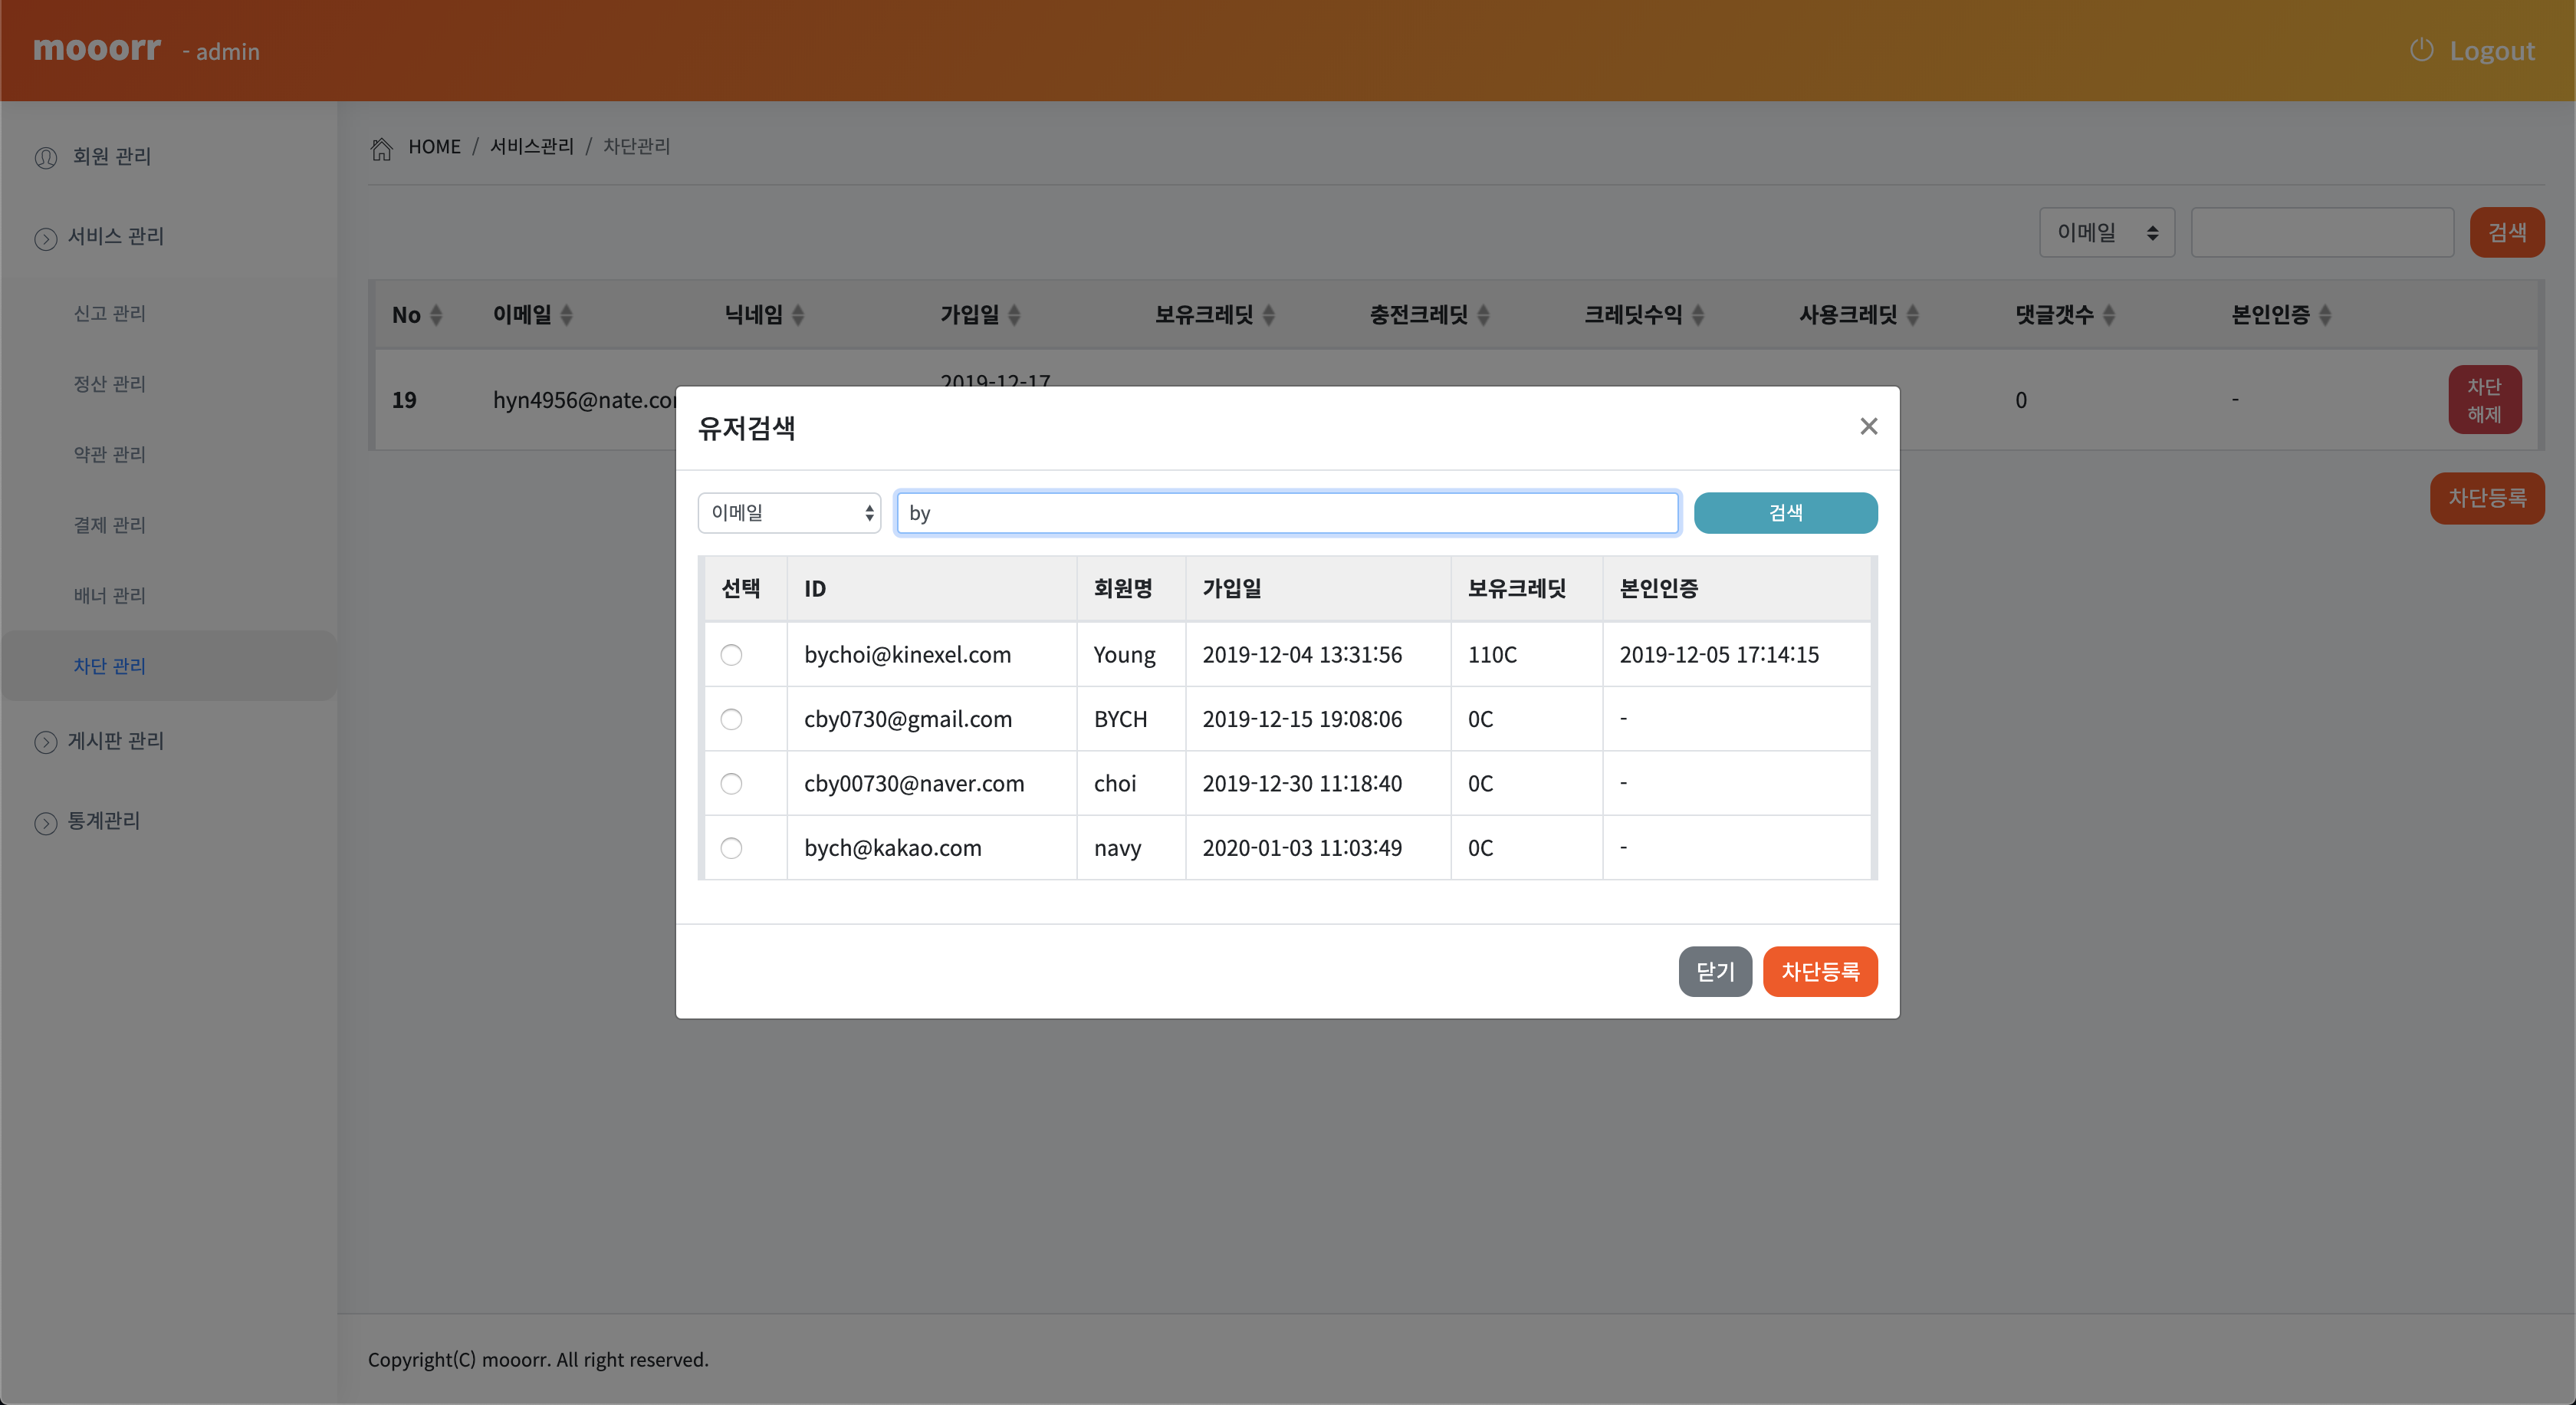 mooorr - admin
Logout
회원 관리
서비스 관리
신고 관리
정산 관리
약관 관리
결제 관리
배너 관리
차단 관리
게시판 관리
통계관리
HOME / 서비스관리 / 차단관리
이메일
검색
No 이메일 닉네임 가입일 보유크레딧 충전크레딧 크레딧수익 사용크레딧 댓글갯수 본인인증
2019-12-17
19 0 -
차단
해제
차단등록
유저검색
×
이메일 by 검색
선택 ID 회원명 가입일 보유크레딧 본인인증
bychoi@kinexel.com Young 2019-12-04 13:31:56 110C 2019-12-05 17:14:15
cby0730@gmail.com BYCH 2019-12-15 19:08:06 0C -
cby00730@naver.com choi 2019-12-30 11:18:40 0C -
bych@kakao.com navy 2020-01-03 11:03:49 0C -
닫기 차단등록
Copyright(C) mooorr. All right reserved.